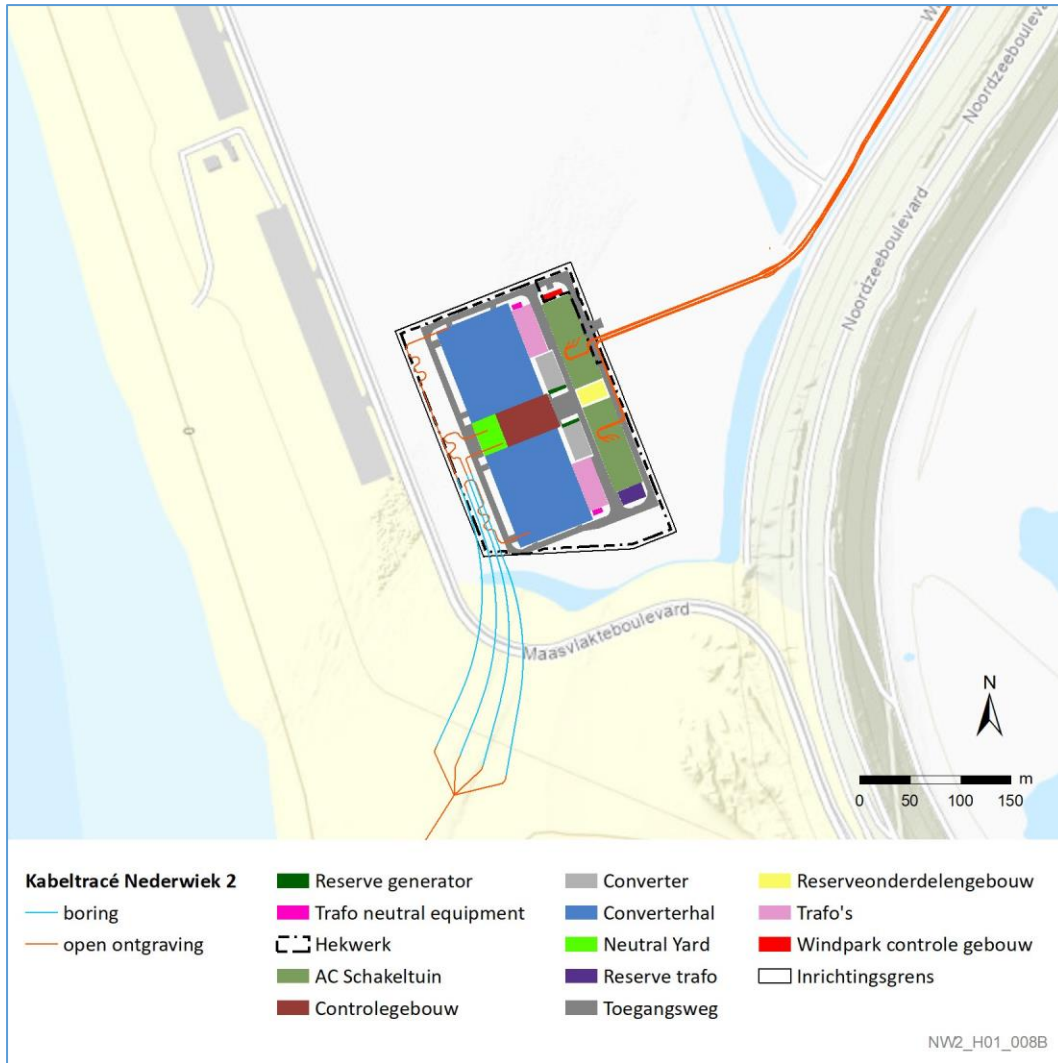 W
Noordzeeboulevard
Noordzeeboulevard
0
Maasvlakteboulevard
N
m
0 50 100 150
Kabeltracé Nederwiek 2
boring
open ontgraving
Reserve generator
Trafo neutral equipment
Hekwerk
AC Schakeltuin
Controlegebouw
Converter
Converterhal
Neutral Yard
Reserve trafo
Toegangsweg
Reserveonderdelengebouw
Trafo's
Windpark controle gebouw
Inrichtingsgrens
NW2_H01_008B